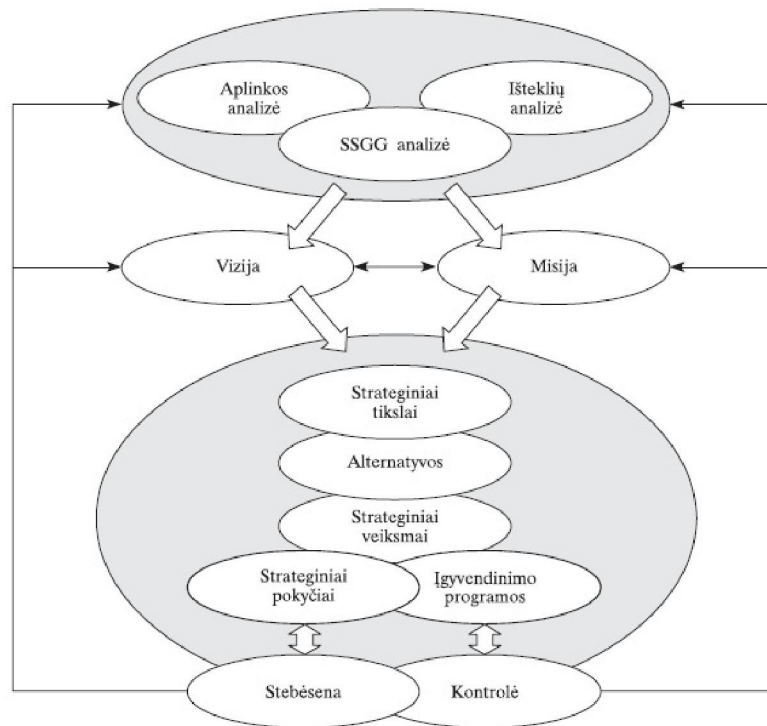 Aplinkos
analizė
Išteklių
analizė
SSGG analizė
Vizija
Misija
Strateginiai
tikslai
Alternatyvos
Strateginiai
veiksmai
Strateginiai
pokyčiai
Įgyvendinimo
programos
Stebėsena
Kontrolė